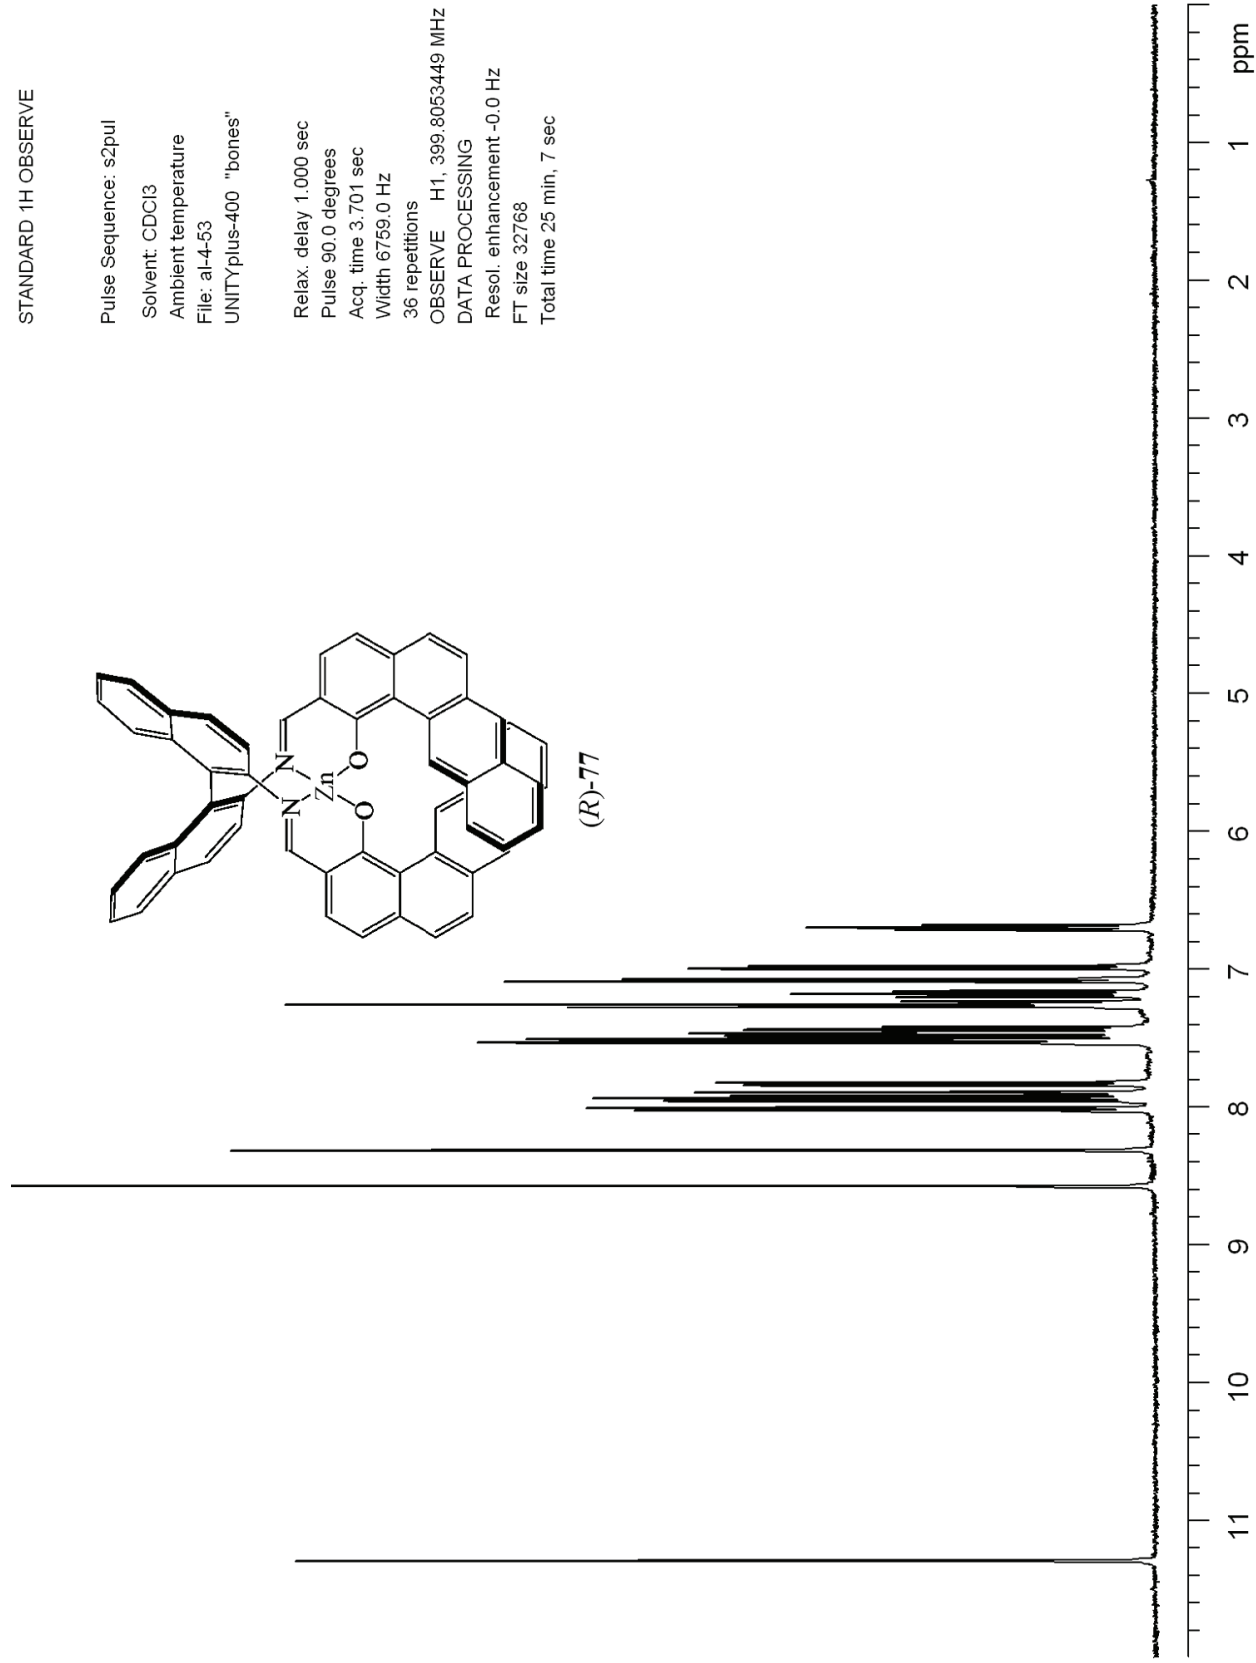 STANDARD 1H OBSERVE
Pulse Sequence: s2pul
Solvent: CDCl3
Ambient temperature
File: al-4-53
UNITYplus-400 "bones"
Relax. delay 1.000 sec
Pulse 90.0 degrees
Acq. time 3.701 sec
Width 6759.0 Hz
36 repetitions
OBSERVE H1, 399.8053449 MHz
DATA PROCESSING
Resol. enhancement -0.0 Hz
FT size 32768
Total time 25 min, 7 sec
N N
Zn
O O
(R)-77
11 10 9 8 7 6 5 4 3 2 1 ppm